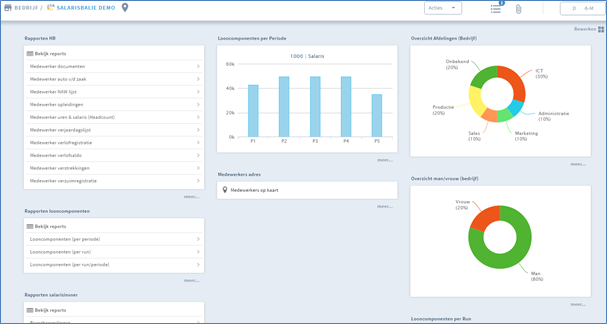 BEDRIJF / SALARISBALIE DEMO
Acties
A-M
Bewerken
Rapporten HR
Bekijk reports
Medewerker documenten
Medewerker auto v/d zaak
Medewerker NAW lijst
Medewerker opleidingen
Medewerker uren & salaris (Headcount)
Medewerker verjaardagslijst
Medewerker verlofregistratie
Medewerker verlofsaldo
Medewerker verstrekkingen
Medewerker verzuimregistratie
meer...
Rapporten looncomponenten
Bekijk reports
Looncomponenten (per periode)
Looncomponenten (per run)
Looncomponenten (per run/periode)
meer...
Rapporten salarisinner
Bekijk reports
Looncomponenten per Periode
1000 | Salaris
80k
40k
20k
0k
P1
P2
P3
P4
P5
meer...
Medewerkers adres
Medewerkers op kaart
meer...
Overzicht Afdelingen (Bedrijf)
Onbekend
(20%)
ICT
(30%)
Productie
(20%)
Administratie
(10%)
Sales
(10%)
Marketing
(10%)
meer...
Overzicht man/vrouw (bedrijf)
Vrouw
(20%)
Man
(80%)
meer...
Looncomponenten per Run